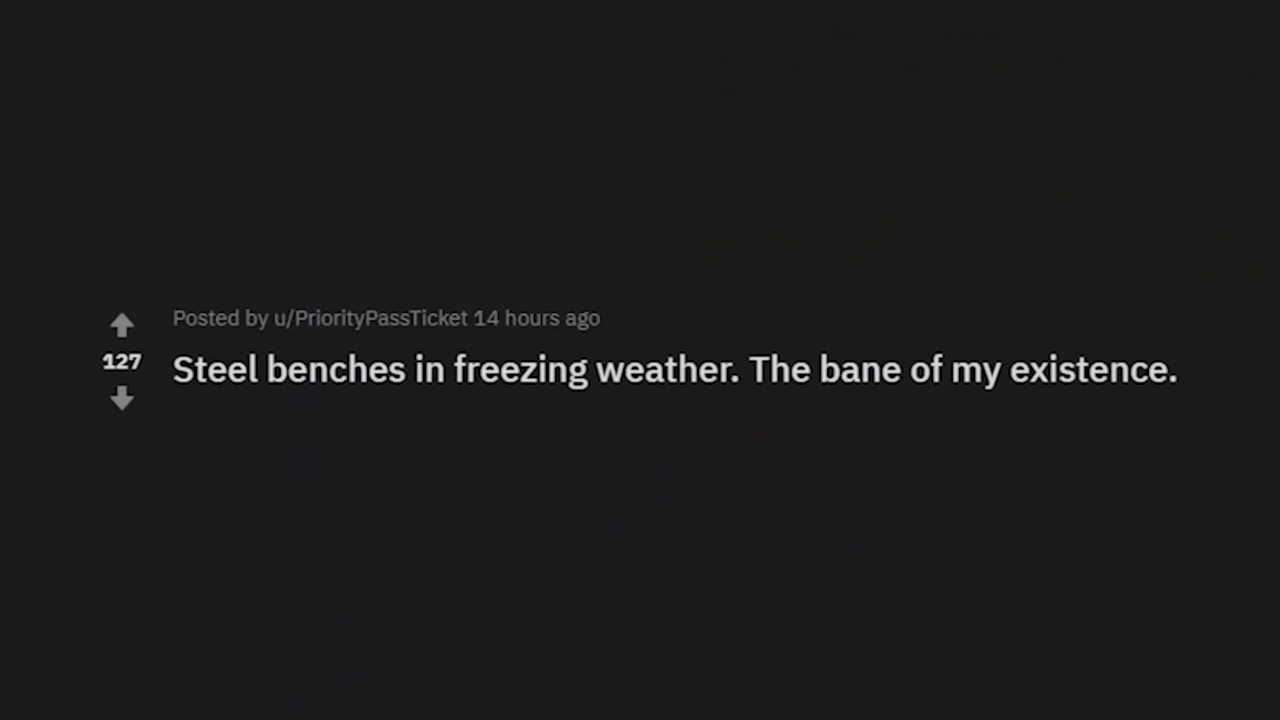 Posted by u/PriorityPassTicket 14 hours ago
127
Steel benches in freezing weather. The bane of my existence.